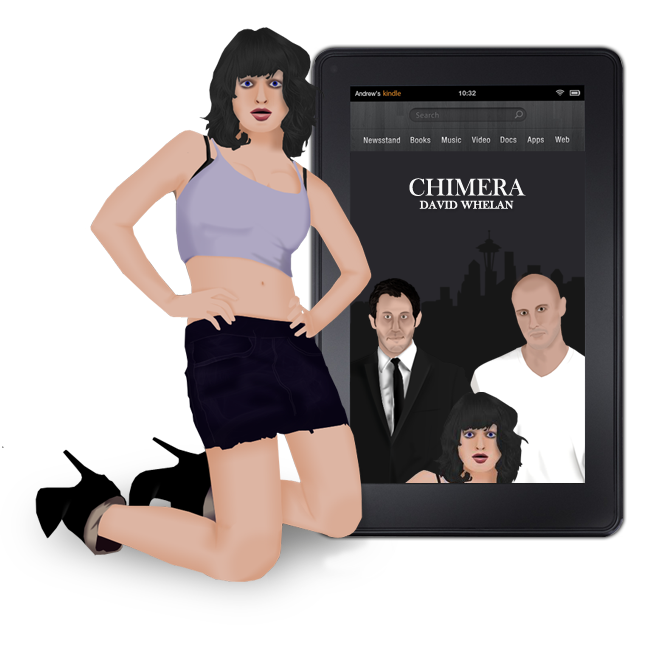 Andrew's kindle 10:32
Search
Newsstand Books Music Video Docs Apps Web
CHIMERA
DAVID WHELAN